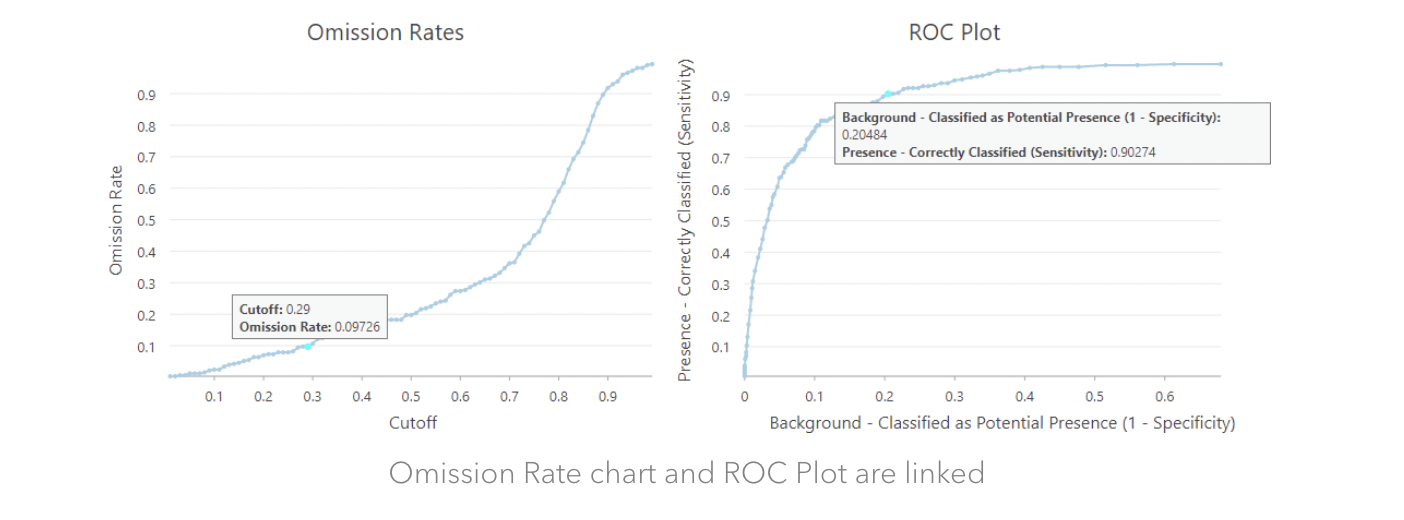 Omission Rates
Omission Rate
0.9
0.8
0.7
0.6
0.5
0.4
0.3
0.2
0.1
Cutoff: 0.29
Omission Rate: 0.09726
0.1 0.2 0.3 0.4 0.5 0.6 0.7 0.8 0.9
Cutoff
ROC Plot
Presence - Correctly Classified (Sensitivity)
0.9
0.8
0.7
0.6
0.5
0.4
0.3
0.2
0.1
Background - Classified as Potential Presence (1 - Specificity):
0.20484
Presence - Correctly Classified (Sensitivity): 0.90274
0 0.1 0.2 0.3 0.4 0.5 0.6
Background - Classified as Potential Presence (1 - Specificity)
Omission Rate chart and ROC Plot are linked